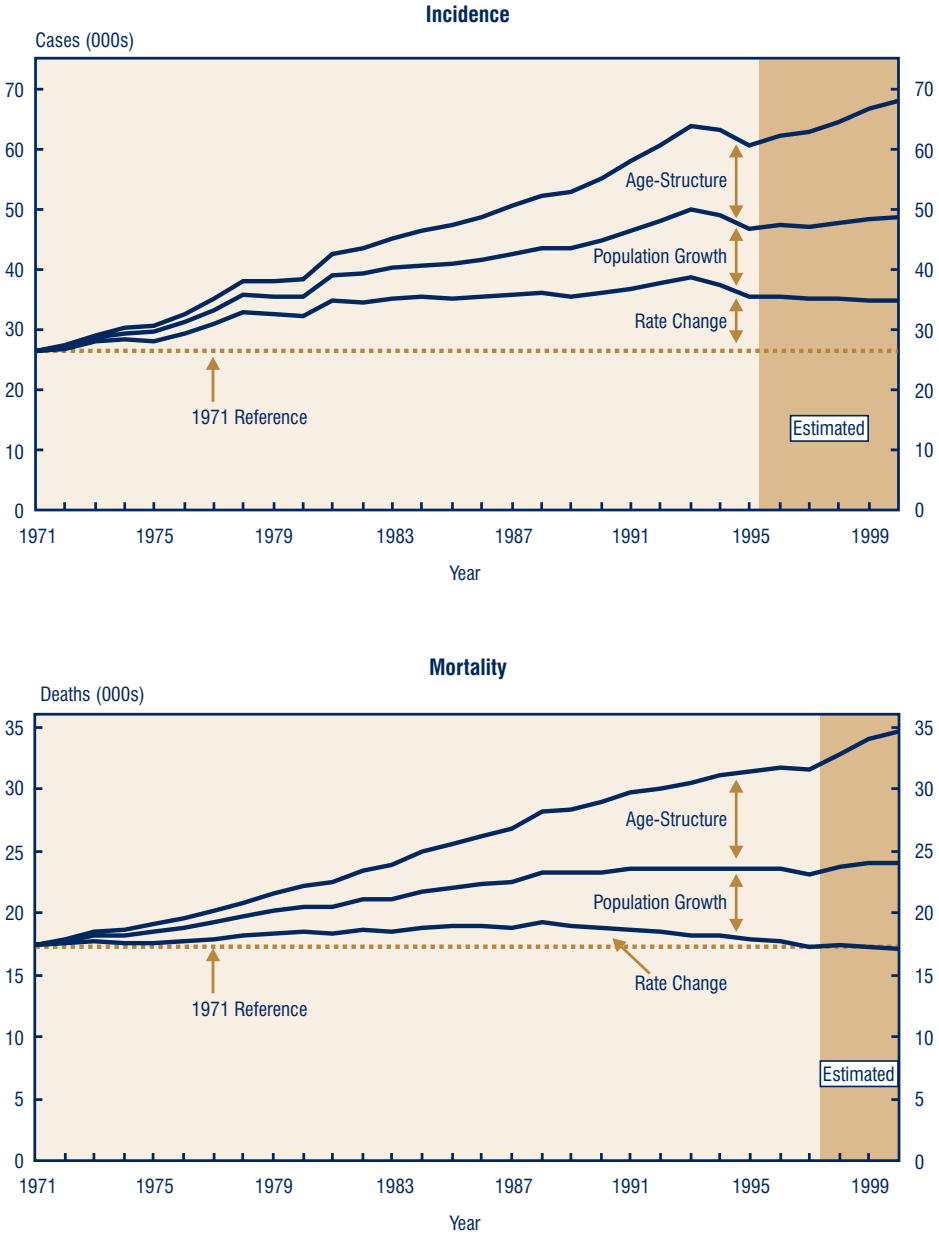 Incidence
Cases (000s)
70 70
60 60
Age-Structure
50 50
Population Growth
40 40
Rate Change
30 30
20 20
1971 Reference
Estimated
10 10
0 0
1971 1975 1979 1983 1987 1991 1995 1999
Year
Mortality
Deaths (000s)
35 35
30 30
Age-Structure
25 25
Population Growth
20 20
Rate Change
15 15
1971 Reference
10 10
Estimated
5 5
0 0
1971 1975 1979 1983 1987 1991 1995 1999
Year